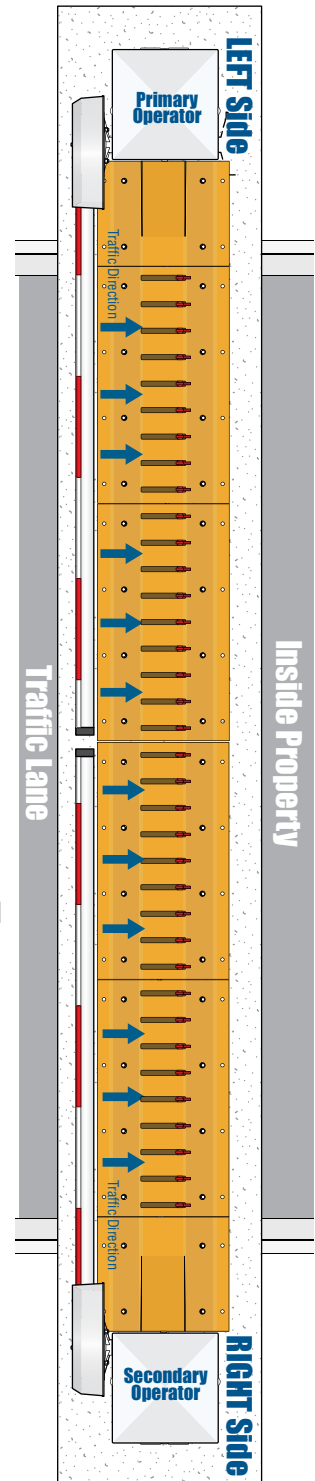 LEFT Side
Primary
Operator
Traffic Direction
Inside Property
Traffic Lane
Traffic Direction
Secondary
Operator
RIGHT Side